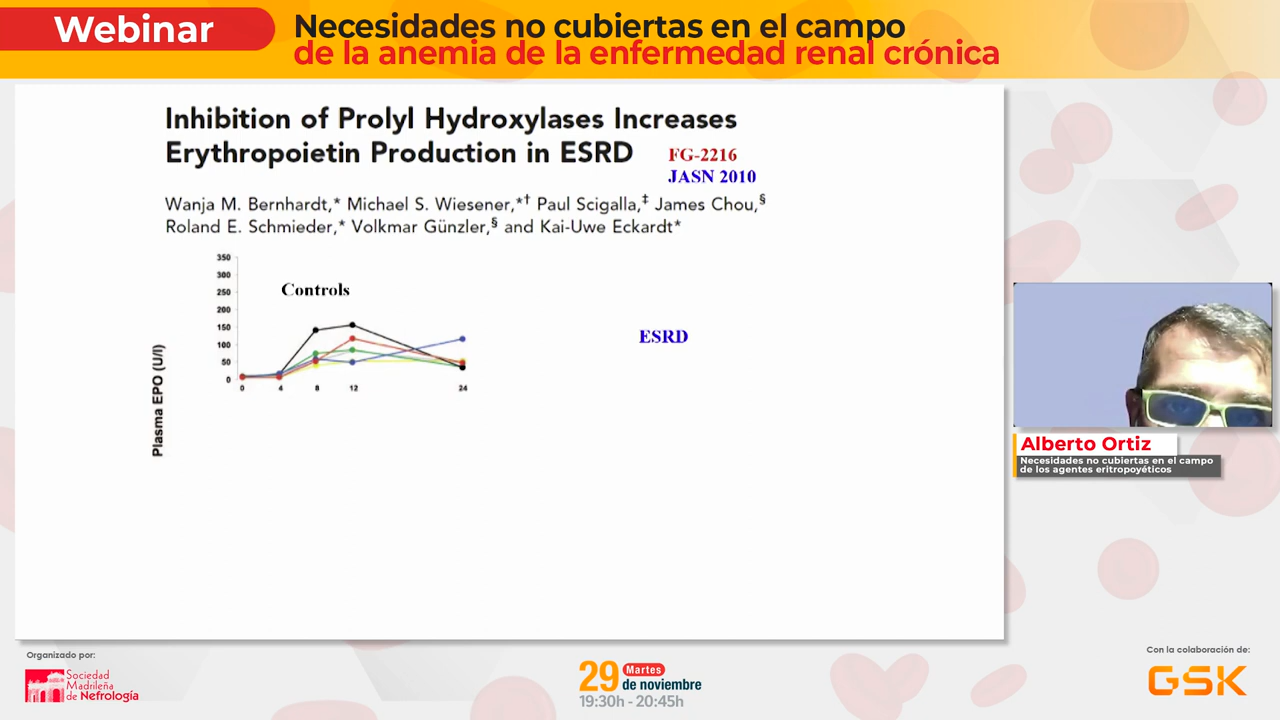 Webinar
Necesidades no cubiertas en el campo
de la anemia de la enfermedad renal crónica
Inhibition of Prolyl Hydroxylases Increases
Erythropoietin Production in ESRD
FG-2216
JASN 2010
Wanja M. Bernhardt,* Michael S. Wiesener,*† Paul Scigalla,‡ James Chou,§
Roland E. Schmieder,* Volkmar Günzler,§ and Kai-Uwe Eckardt*
350
300
250
200
150
100
50
0
Controls
0 4 8 12 24
Plasma EPO (U/l)
ESRD
Alberto Ortiz
Necesidades no cubiertas en el campo
de los agentes eritropoyéticos
Organizado por:
Sociedad
Madrileña
de Nefrología
29 Martes
de noviembre
19:30h - 20:45h
Con la colaboración de:
GSK